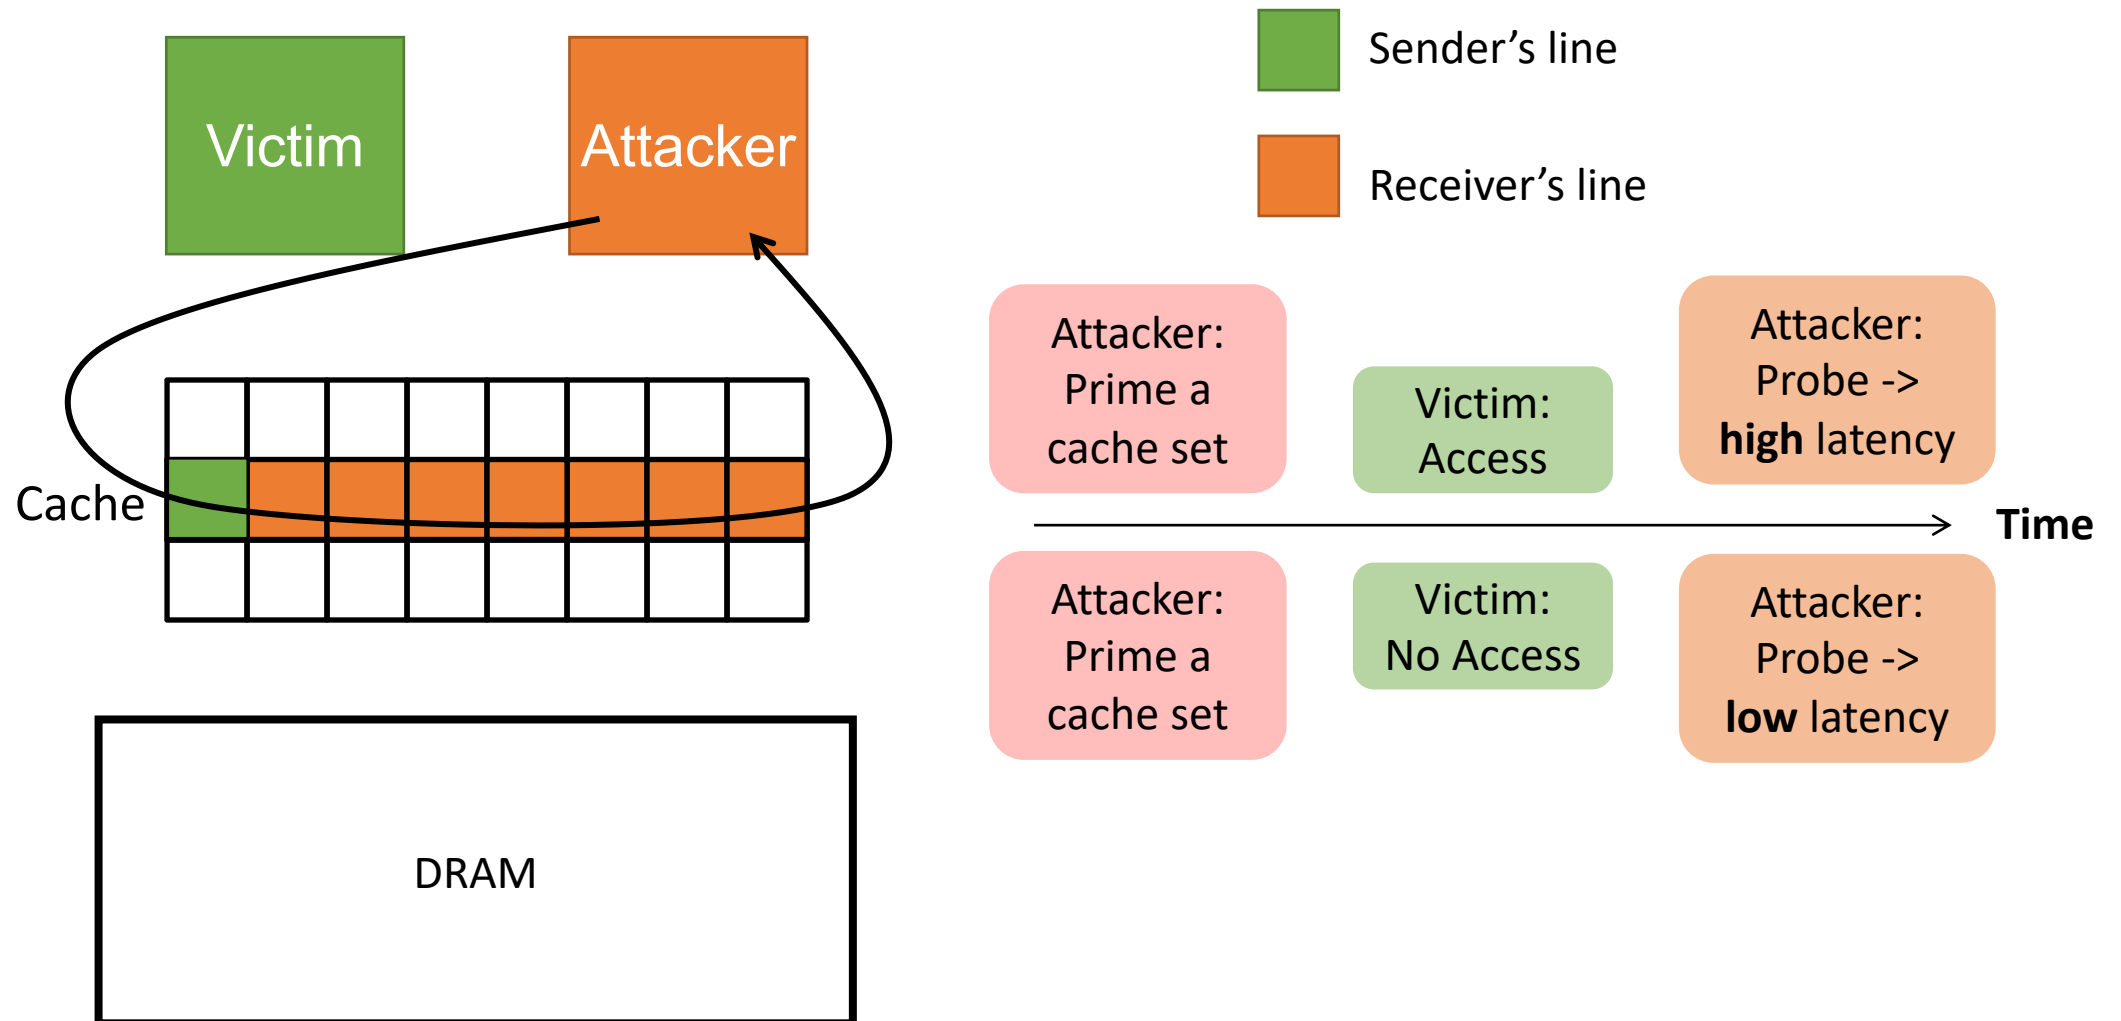 Victim
Attacker
Sender’s line
Receiver’s line
Cache
DRAM
Attacker:
Prime a
cache set
Victim:
Access
Attacker:
Probe ->
high latency
Time
Attacker:
Prime a
cache set
Victim:
No Access
Attacker:
Probe ->
low latency